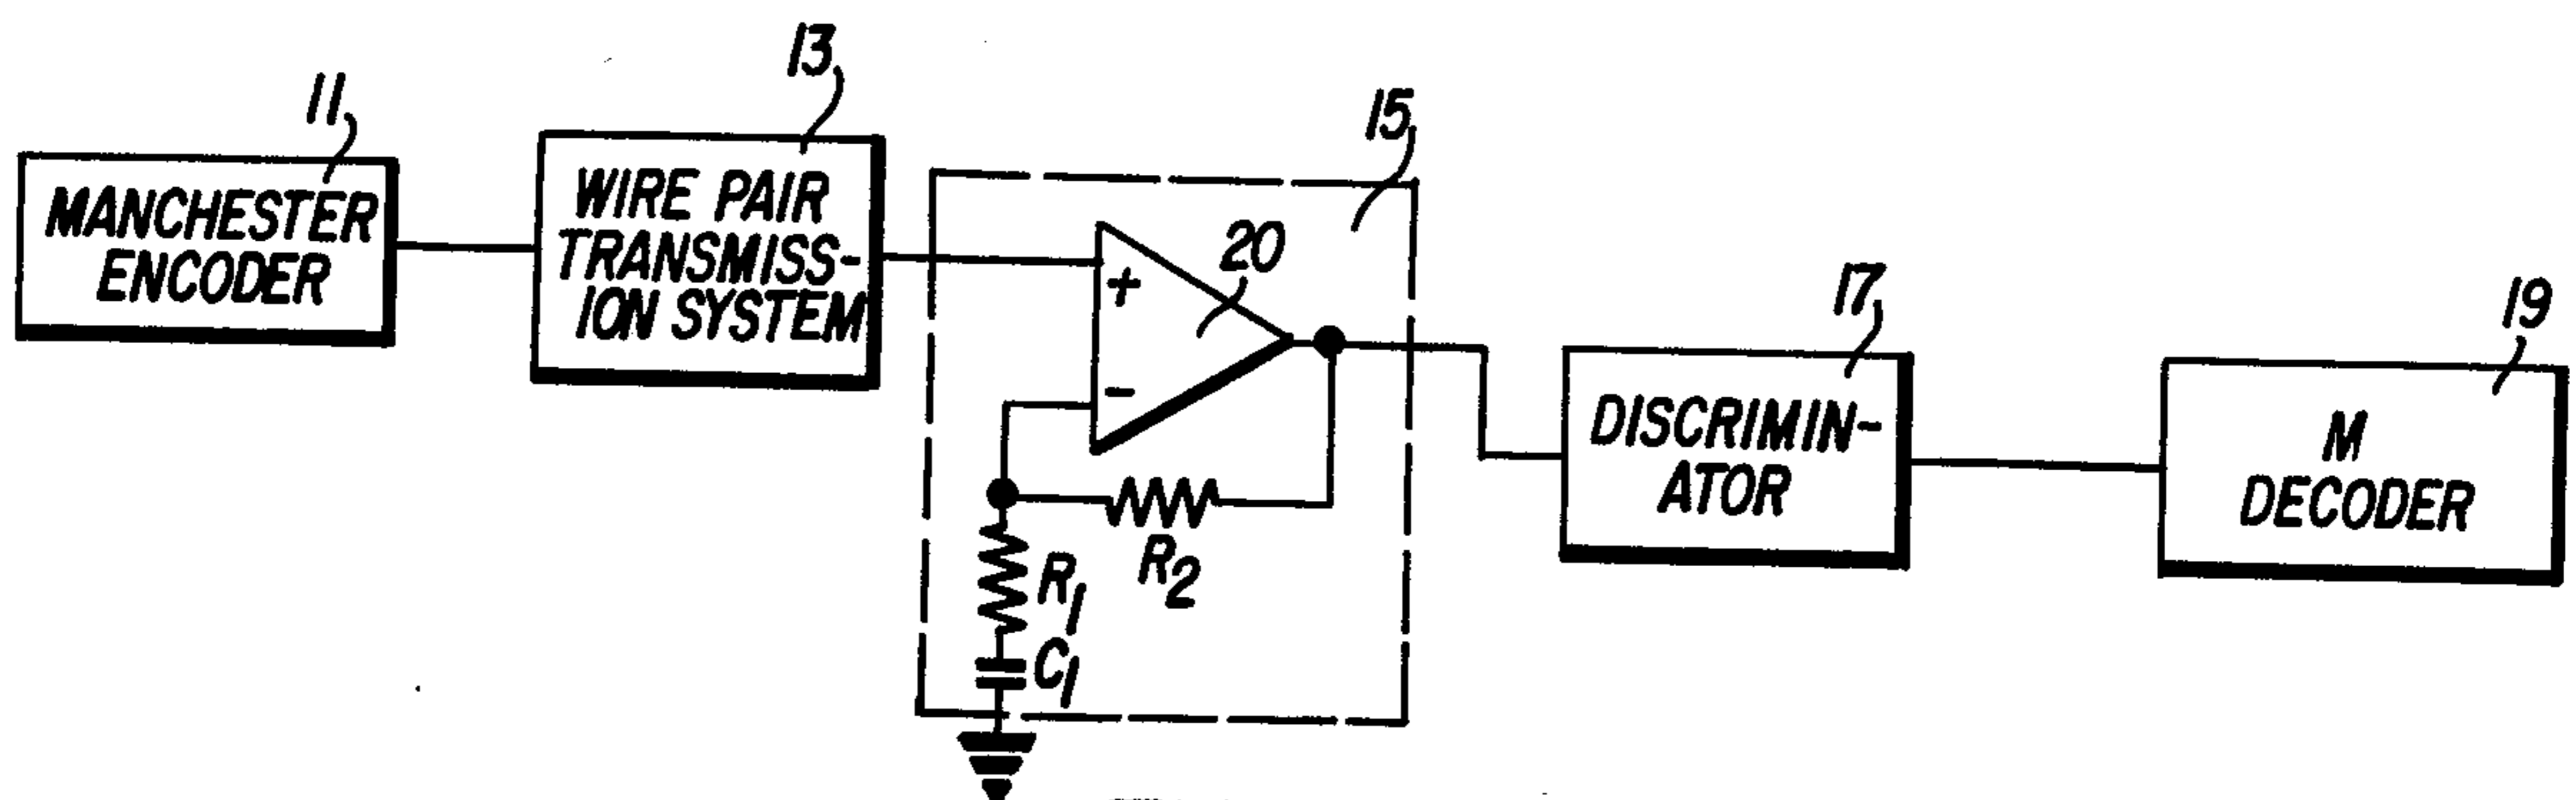 11
MANCHESTER
ENCODER
13
WIRE PAIR
TRANSMISS-
ION SYSTEM
15
20
+
-
R1
C1
R2
17
DISCRIMIN-
ATOR
19
M
DECODER